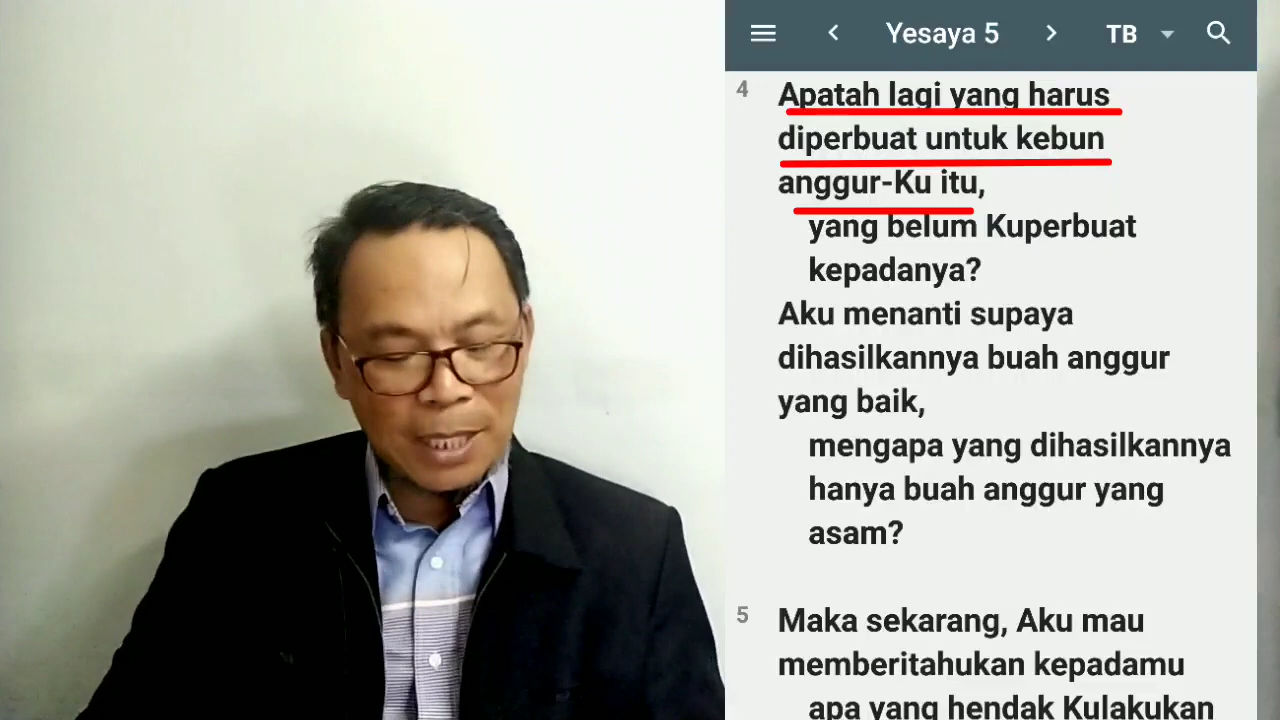 Yesaya 5 TB
4 Apatah lagi yang harus
diperbuat untuk kebun
anggur-Ku itu,
yang belum Kuperbuat
kepadanya?
Aku menanti supaya
dihasilkannya buah anggur
yang baik,
mengapa yang dihasilkannya
hanya buah anggur yang
asam?
5 Maka sekarang, Aku mau
memberitahukan kepadamu
apa yang hendak Kulakukan